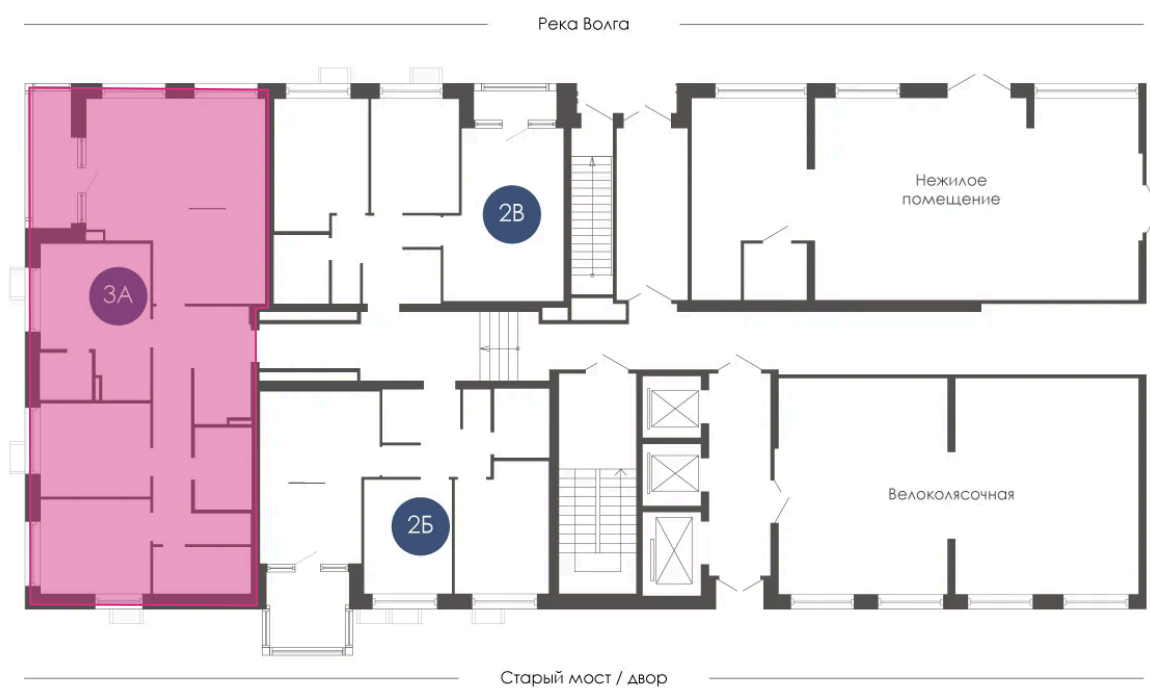 Река Волга
2В
Нежилое
помещение
3А
Велоколясочная
2Б
Старый мост / двор